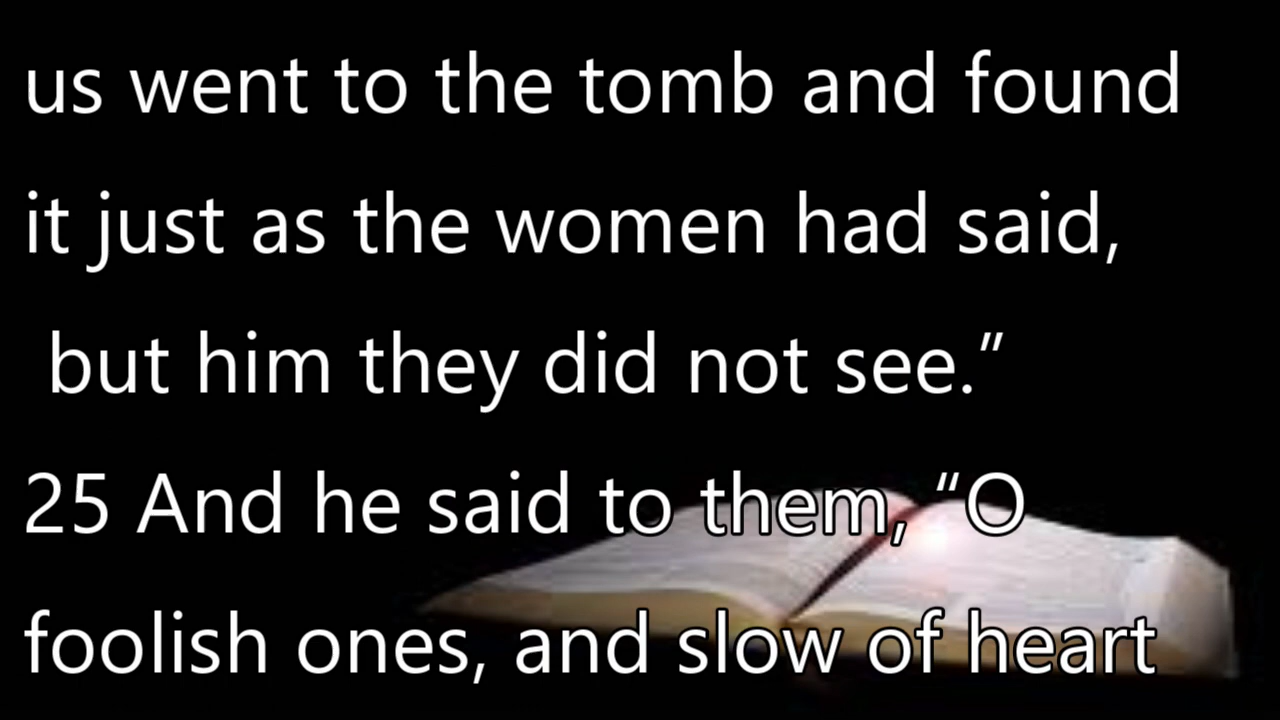 us went to the tomb and found
it just as the women had said,
but him they did not see.”
25 And he said to them, “O
foolish ones, and slow of heart